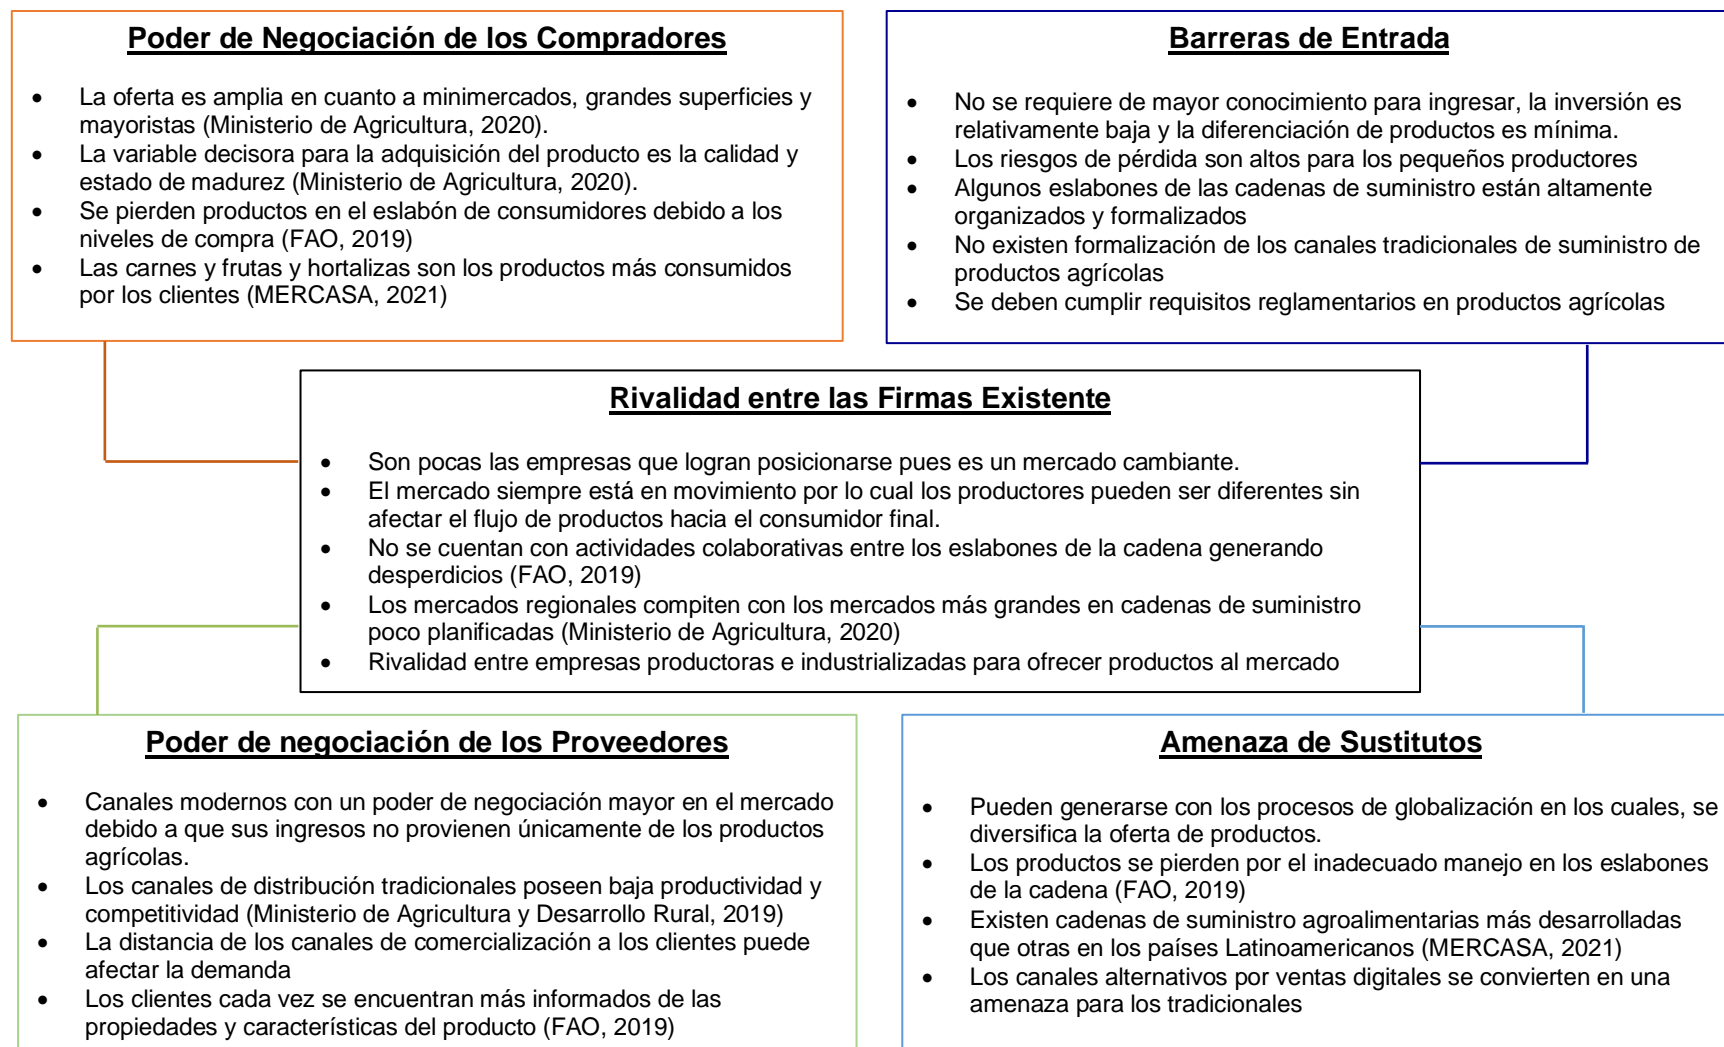 Poder de Negociación de los Compradores
• La oferta es amplia en cuanto a minimercados, grandes superficies y
mayoristas (Ministerio de Agricultura, 2020).
• La variable decisora para la adquisición del producto es la calidad y
estado de madurez (Ministerio de Agricultura, 2020).
• Se pierden productos en el eslabón de consumidores debido a los
niveles de compra (FAO, 2019)
• Las carnes y frutas y hortalizas son los productos más consumidos
por los clientes (MERCASA, 2021)
Barreras de Entrada
• No se requiere de mayor conocimiento para ingresar, la inversión es
relativamente baja y la diferenciación de productos es mínima.
• Los riesgos de pérdida son altos para los pequeños productores
• Algunos eslabones de las cadenas de suministro están altamente
organizados y formalizados
• No existen formalización de los canales tradicionales de suministro de
productos agrícolas
• Se deben cumplir requisitos reglamentarios en productos agrícolas
Rivalidad entre las Firmas Existente
• Son pocas las empresas que logran posicionarse pues es un mercado cambiante.
• El mercado siempre está en movimiento por lo cual los productores pueden ser diferentes sin
afectar el flujo de productos hacia el consumidor final.
• No se cuentan con actividades colaborativas entre los eslabones de la cadena generando
desperdicios (FAO, 2019)
• Los mercados regionales compiten con los mercados más grandes en cadenas de suministro
poco planificadas (Ministerio de Agricultura, 2020)
• Rivalidad entre empresas productoras e industrializadas para ofrecer productos al mercado
Poder de negociación de los Proveedores
• Canales modernos con un poder de negociación mayor en el mercado
debido a que sus ingresos no provienen únicamente de los productos
agrícolas.
• Los canales de distribución tradicionales poseen baja productividad y
competitividad (Ministerio de Agricultura y Desarrollo Rural, 2019)
• La distancia de los canales de comercialización a los clientes puede
afectar la demanda
• Los clientes cada vez se encuentran más informados de las
propiedades y características del producto (FAO, 2019)
Amenaza de Sustitutos
• Pueden generarse con los procesos de globalización en los cuales, se
diversifica la oferta de productos.
• Los productos se pierden por el inadecuado manejo en los eslabones
de la cadena (FAO, 2019)
• Existen cadenas de suministro agroalimentarias más desarrolladas
que otras en los países Latinoamericanos (MERCASA, 2021)
• Los canales alternativos por ventas digitales se convierten en una
amenaza para los tradicionales